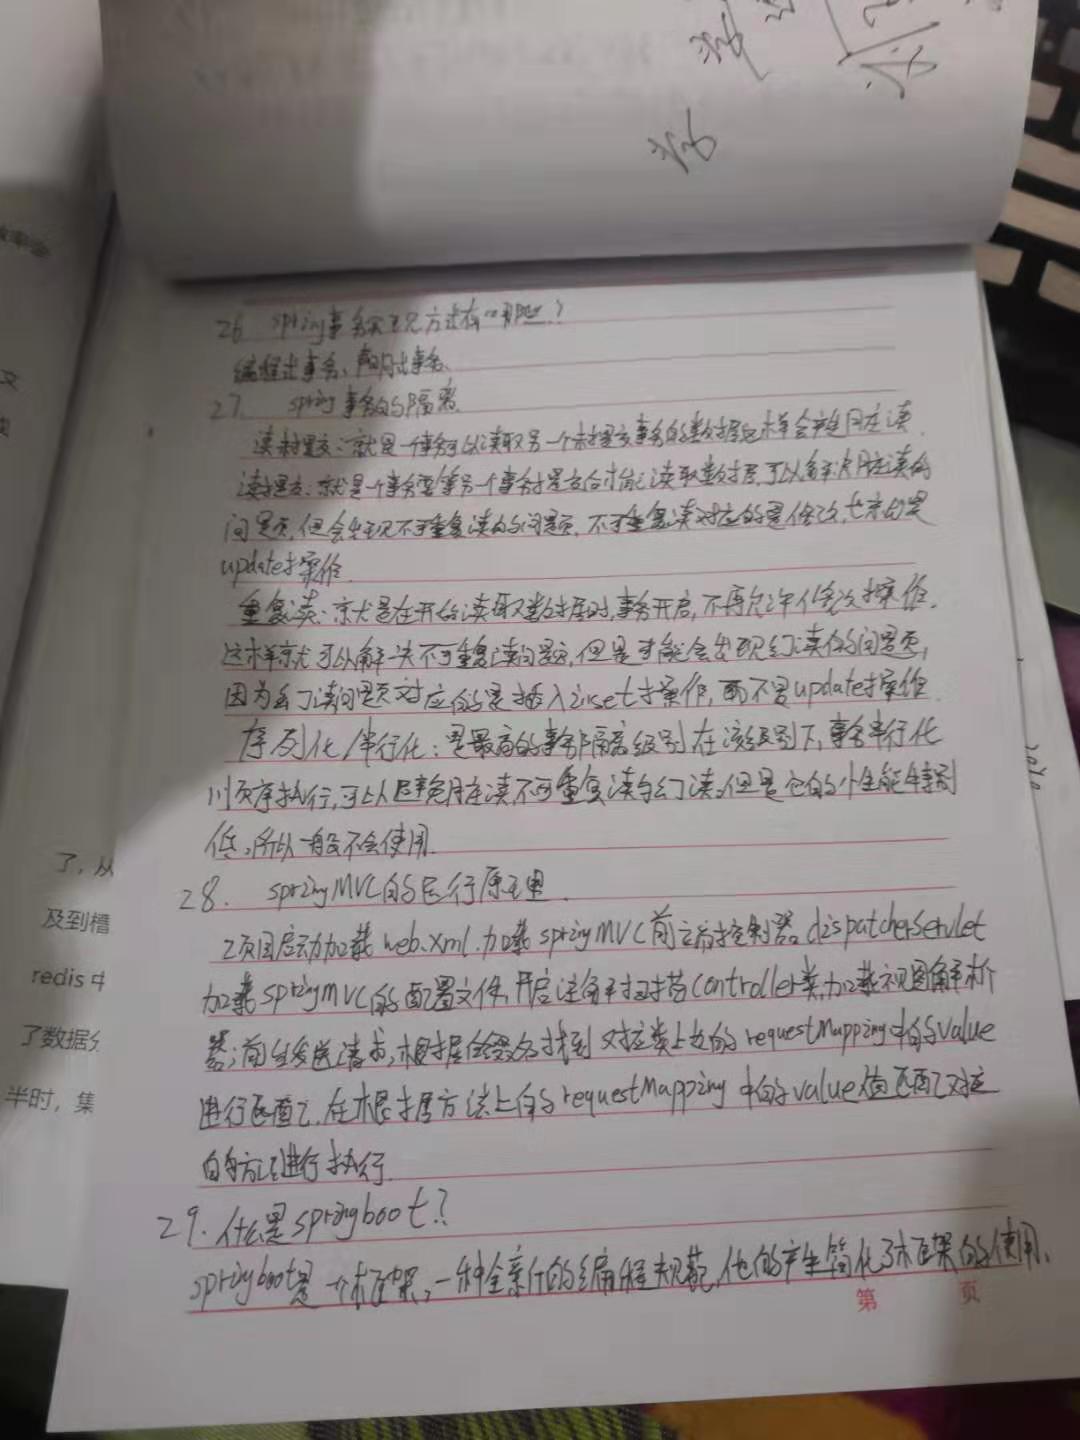 26. spring事务实现方式有哪些?
编程式事务、声明式事务.
27. spring事务的隔离.
读未提交:就是一个事务可以读取另一个未提交事务的数据这样会产生脏读.
读提交:就是一个事务要等另一个事务提交后才能读取数据,可以解决脏读的
问题,但会出现不可重复读的问题,不可重复读对应的是修改,也就是
update操作.
重复读:就是在开始读取数据时,事务开启,不再允许修改操作.
这样就可以解决不可重复读问题,但是可能会出现幻读的问题,
因为幻读问题对应的是插入inset操作,而不是update操作.
序列化/串行化:是最高的事务隔离级别,在该级别下,事务串行化
顺序执行,可以避免脏读不可重复读与幻读,但是它的性能特别
低,所以一般不会使用.
28. springMVC的运行原理.
项目启动加载web.xml.加载springMVC前端控制器dispatcherServlet
加载springMVC的配置文件,开启注解扫描Controller类,加载视图解析
器;前台发送请求,根据 找到对应类上边的requestMapping中的value
进行匹配,在根据方法上的requestMapping中的value值匹配对应
的方法进行执行.
29. 什么是springboot?
springboot是一个框架,一种全新的编程规范,他的产生简化了框架的使用.
第 页
文
了,从
及到槽
redis中
了数据
半时,集